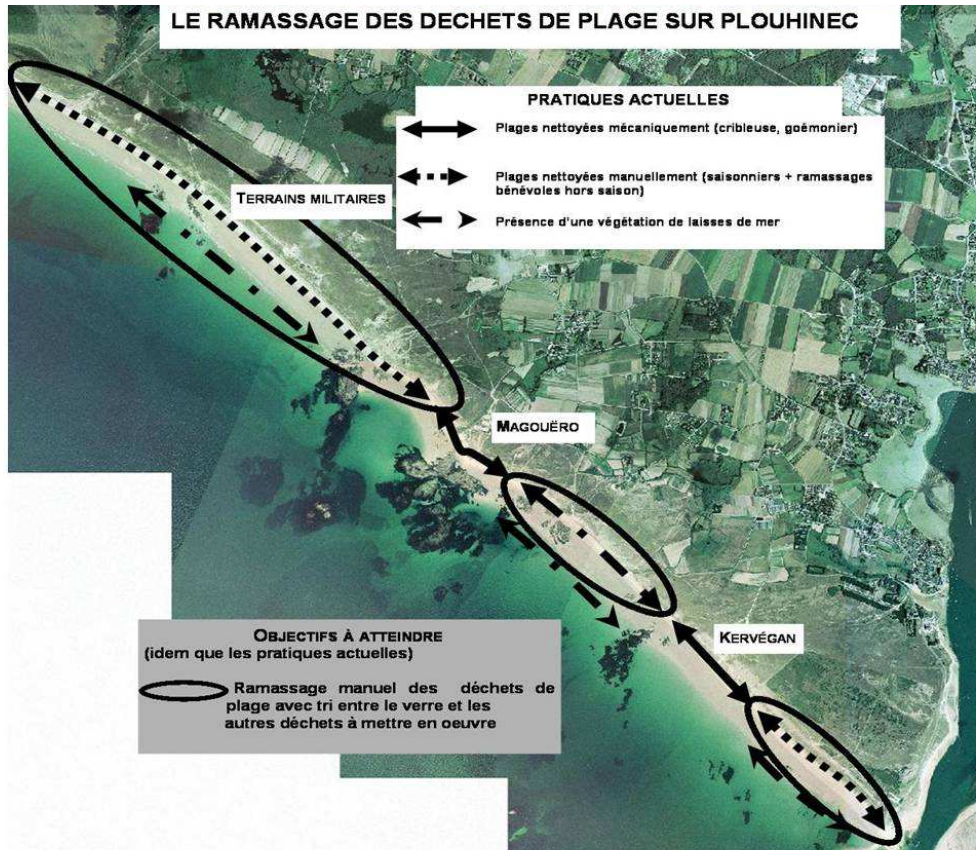 LE RAMASSAGE DES DECHETS DE PLAGE SUR PLOUHINEC
PRATIQUES ACTUELLES
Plages nettoyées mécaniquement (cribleuse, goëmonier)
Plages nettoyées manuellement (saisonniers + ramassages
bénévoles hors saison)
Présence d'une végétation de laisses de mer
TERRAINS MILITAIRES
MAGOUËRO
KERVÉGAN
OBJECTIFS À ATTEINDRE
(idem que les pratiques actuelles)
Ramassage manuel des déchets de
plage avec tri entre le verre et les
autres déchets à mettre en oeuvre